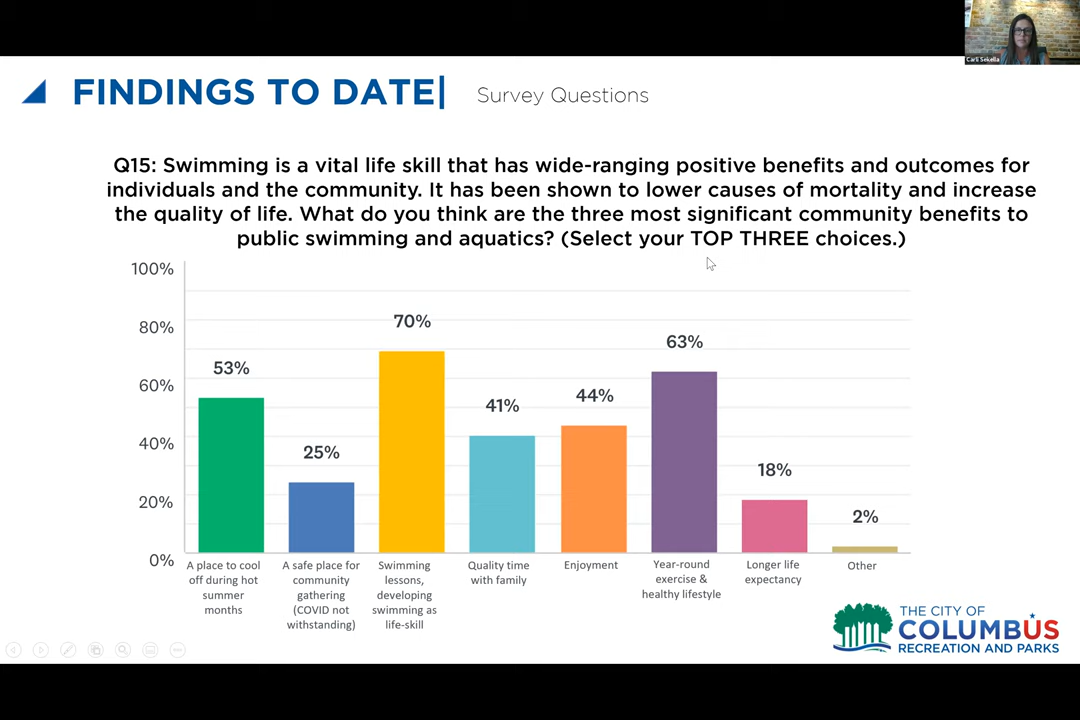 Carli Sekella
FINDINGS TO DATE|
Survey Questions
Q15: Swimming is a vital life skill that has wide-ranging positive benefits and outcomes for
individuals and the community. It has been shown to lower causes of mortality and increase
the quality of life. What do you think are the three most significant community benefits to
public swimming and aquatics? (Select your TOP THREE choices.)
100%
80%
60%
40%
20%
0%
53%
25%
70%
41%
44%
63%
18%
2%
A place to cool
off during hot
summer
months
A safe place for
community
gathering
(COVID not
withstanding)
Swimming
lessons,
developing
swimming as
life-skill
Quality time
with family
Enjoyment
Year-round
exercise &
healthy lifestyle
Longer life
expectancy
Other
THE CITY OF
COLUMBUS
RECREATION AND PARKS